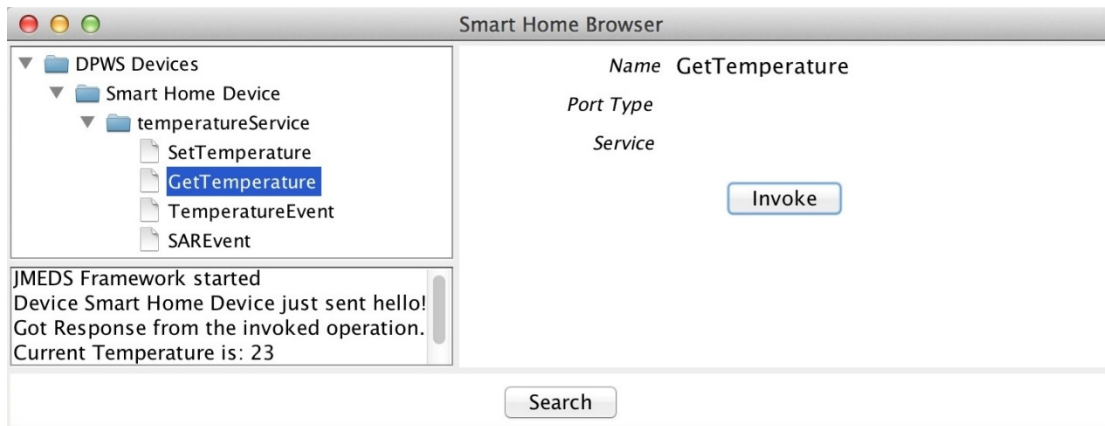 Smart Home Browser
DPWS Devices
Smart Home Device
temperatureService
SetTemperature
GetTemperature
TemperatureEvent
SAREvent
JMEDS Framework started
Device Smart Home Device just sent hello!
Got Response from the invoked operation.
Current Temperature is: 23
Name GetTemperature
Port Type
Service
Invoke
Search